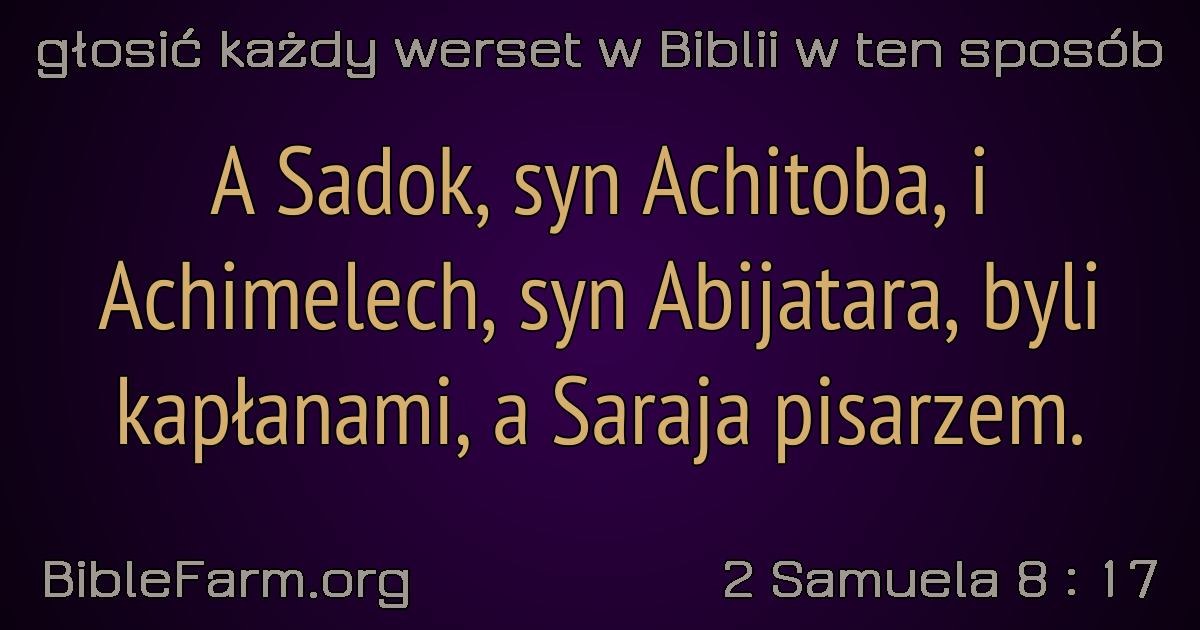 głosić każdy werset w Biblii w ten sposób
A Sadok, syn Achitoba, i
Achimelech, syn Abijatara, byli
kapłanami, a Saraja pisarzem.
BibleFarm.org
2 Samuela 8 : 17